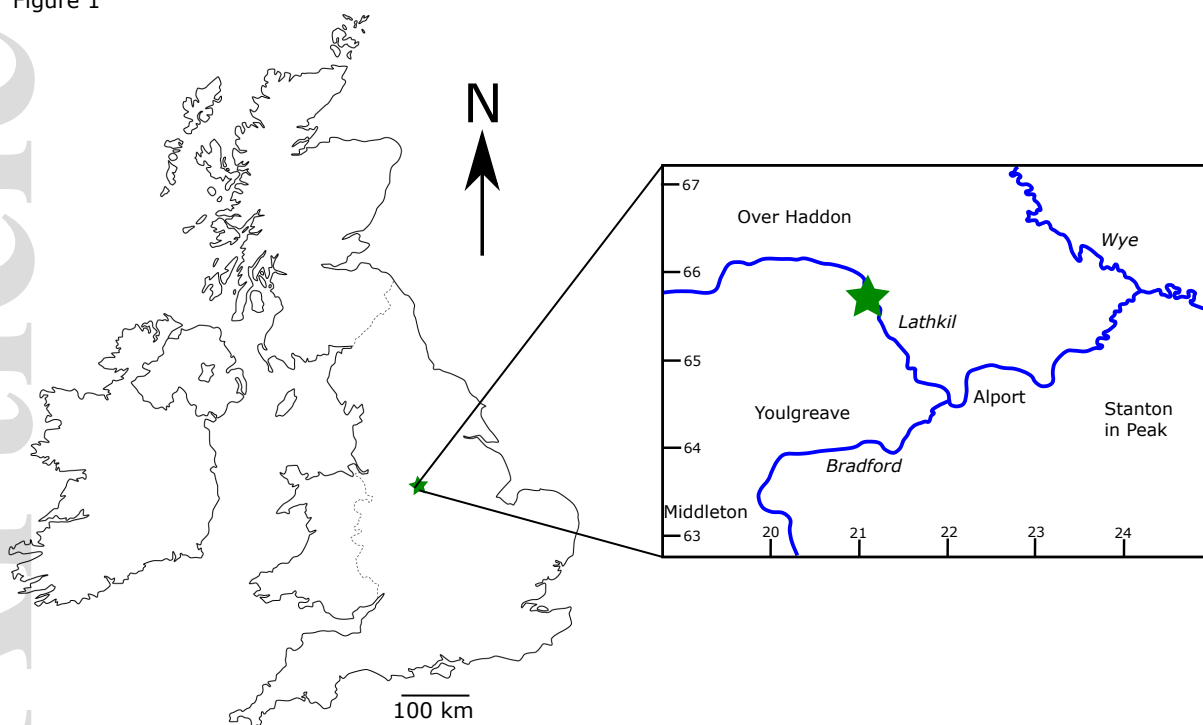 Figure 1
N
67
Over Haddon
Wye
66
Lathkil
65
Alport
Youlgreave
Stanton
in Peak
64
Bradford
Middleton
63
20
21
22
23
24
100 km